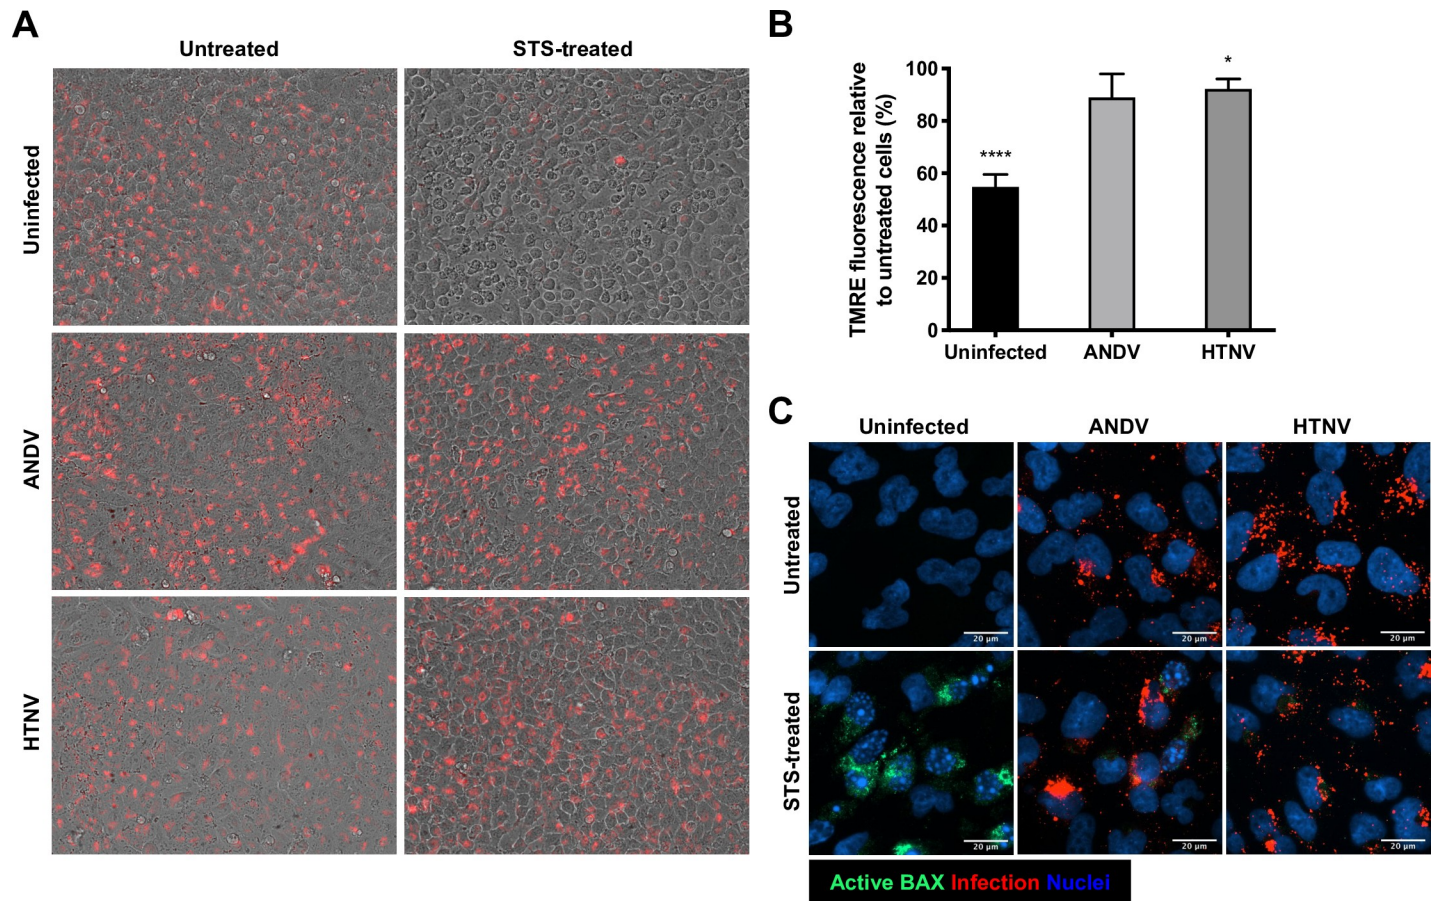 A
Untreated
STS-treated
Uninfected
ANDV
HTNV
B
TMRE fluorescence relative
to untreated cells (%)
100
80
60
40
20
0
****
*
Uninfected
ANDV
HTNV
C
Uninfected
ANDV
HTNV
Untreated
20 µm
20 µm
20 µm
STS-treated
20 µm
20 µm
20 µm
Active BAX Infection Nuclei